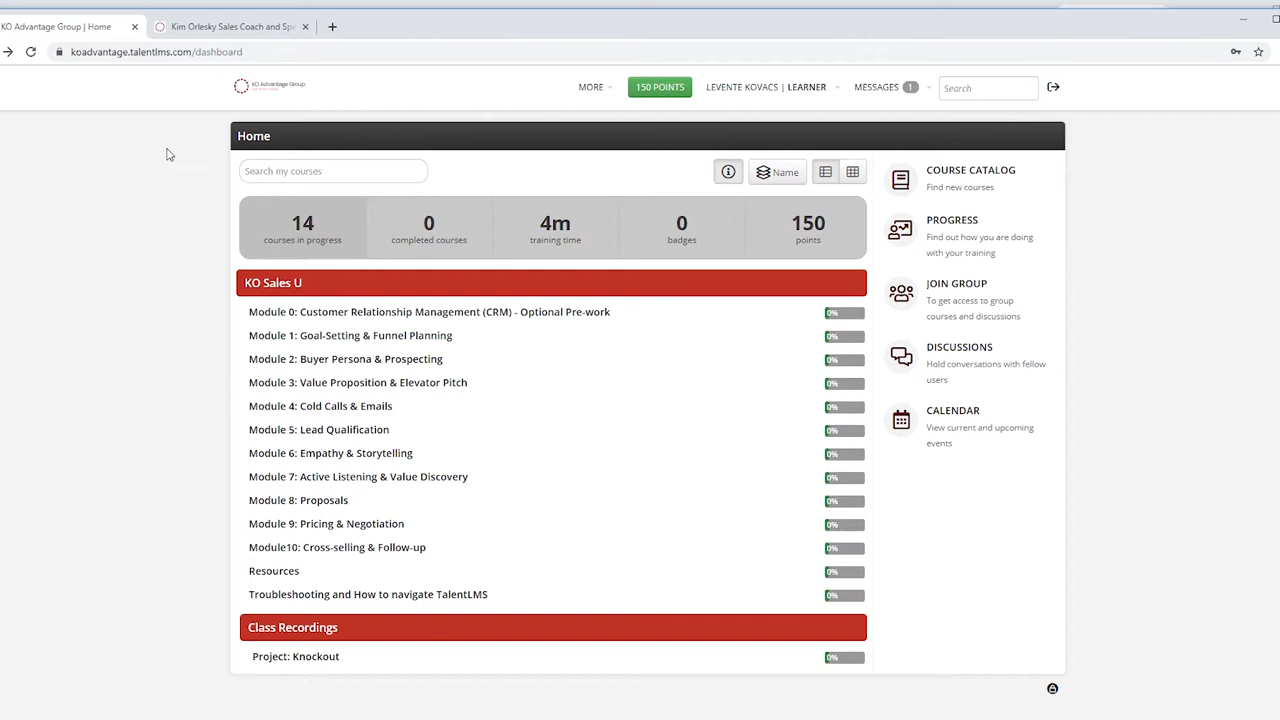 KO Advantage Group | Home
Kim Orlesky Sales Coach and Spe
koadvantage.talentlms.com/dashboard
KO Advantage Group
MORE
150 POINTS
LEVENTE KOVACS | LEARNER
MESSAGES 1
Search
Home
Search my courses
Name
14
courses in progress
0
completed courses
4m
training time
0
badges
150
points
KO Sales U
Module 0: Customer Relationship Management (CRM) - Optional Pre-work 0%
Module 1: Goal-Setting & Funnel Planning 0%
Module 2: Buyer Persona & Prospecting 0%
Module 3: Value Proposition & Elevator Pitch 0%
Module 4: Cold Calls & Emails 0%
Module 5: Lead Qualification 0%
Module 6: Empathy & Storytelling 0%
Module 7: Active Listening & Value Discovery 0%
Module 8: Proposals 0%
Module 9: Pricing & Negotiation 0%
Module10: Cross-selling & Follow-up 0%
Resources 0%
Troubleshooting and How to navigate TalentLMS 0%
Class Recordings
Project: Knockout 0%
COURSE CATALOG
Find new courses
PROGRESS
Find out how you are doing
with your training
JOIN GROUP
To get access to group
courses and discussions
DISCUSSIONS
Hold conversations with fellow
users
CALENDAR
View current and upcoming
events